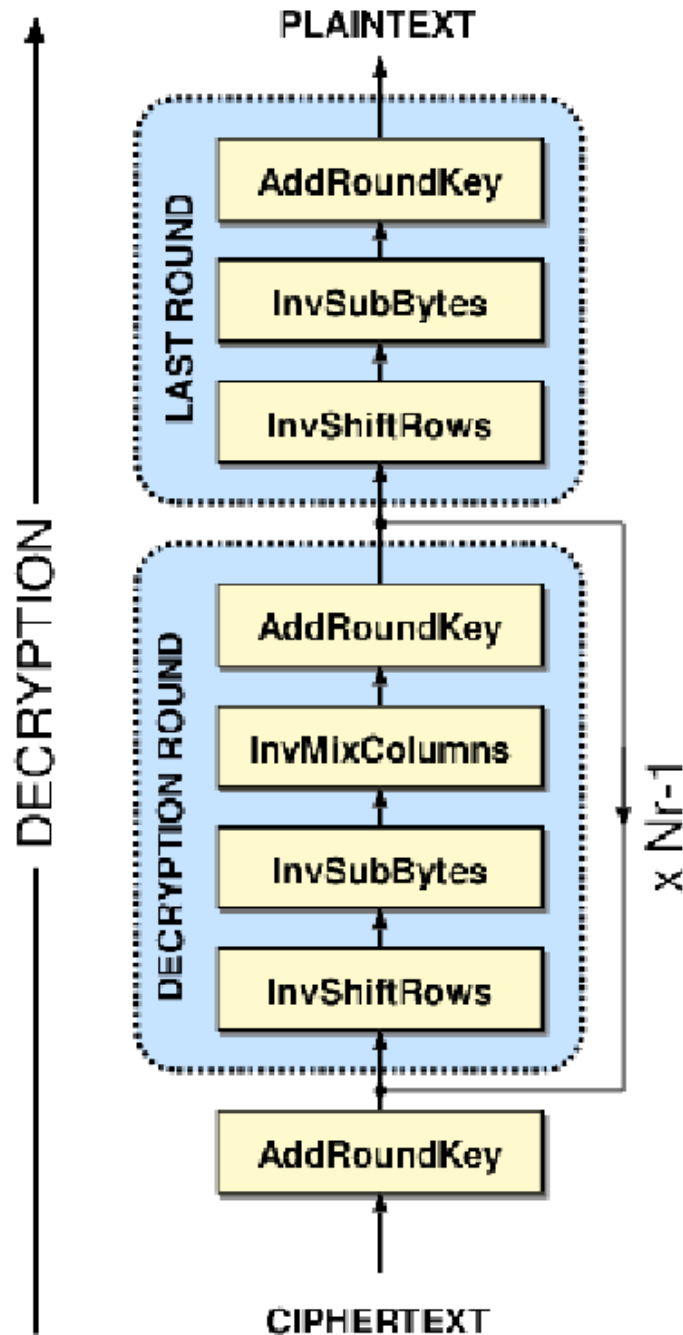 PLAINTEXT
AddRoundKey
InvSubBytes
InvShiftRows
LAST ROUND
AddRoundKey
InvMixColumns
InvSubBytes
InvShiftRows
DECRYPTION ROUND
x Nr-1
AddRoundKey
CIPHERTEXT
DECRYPTION